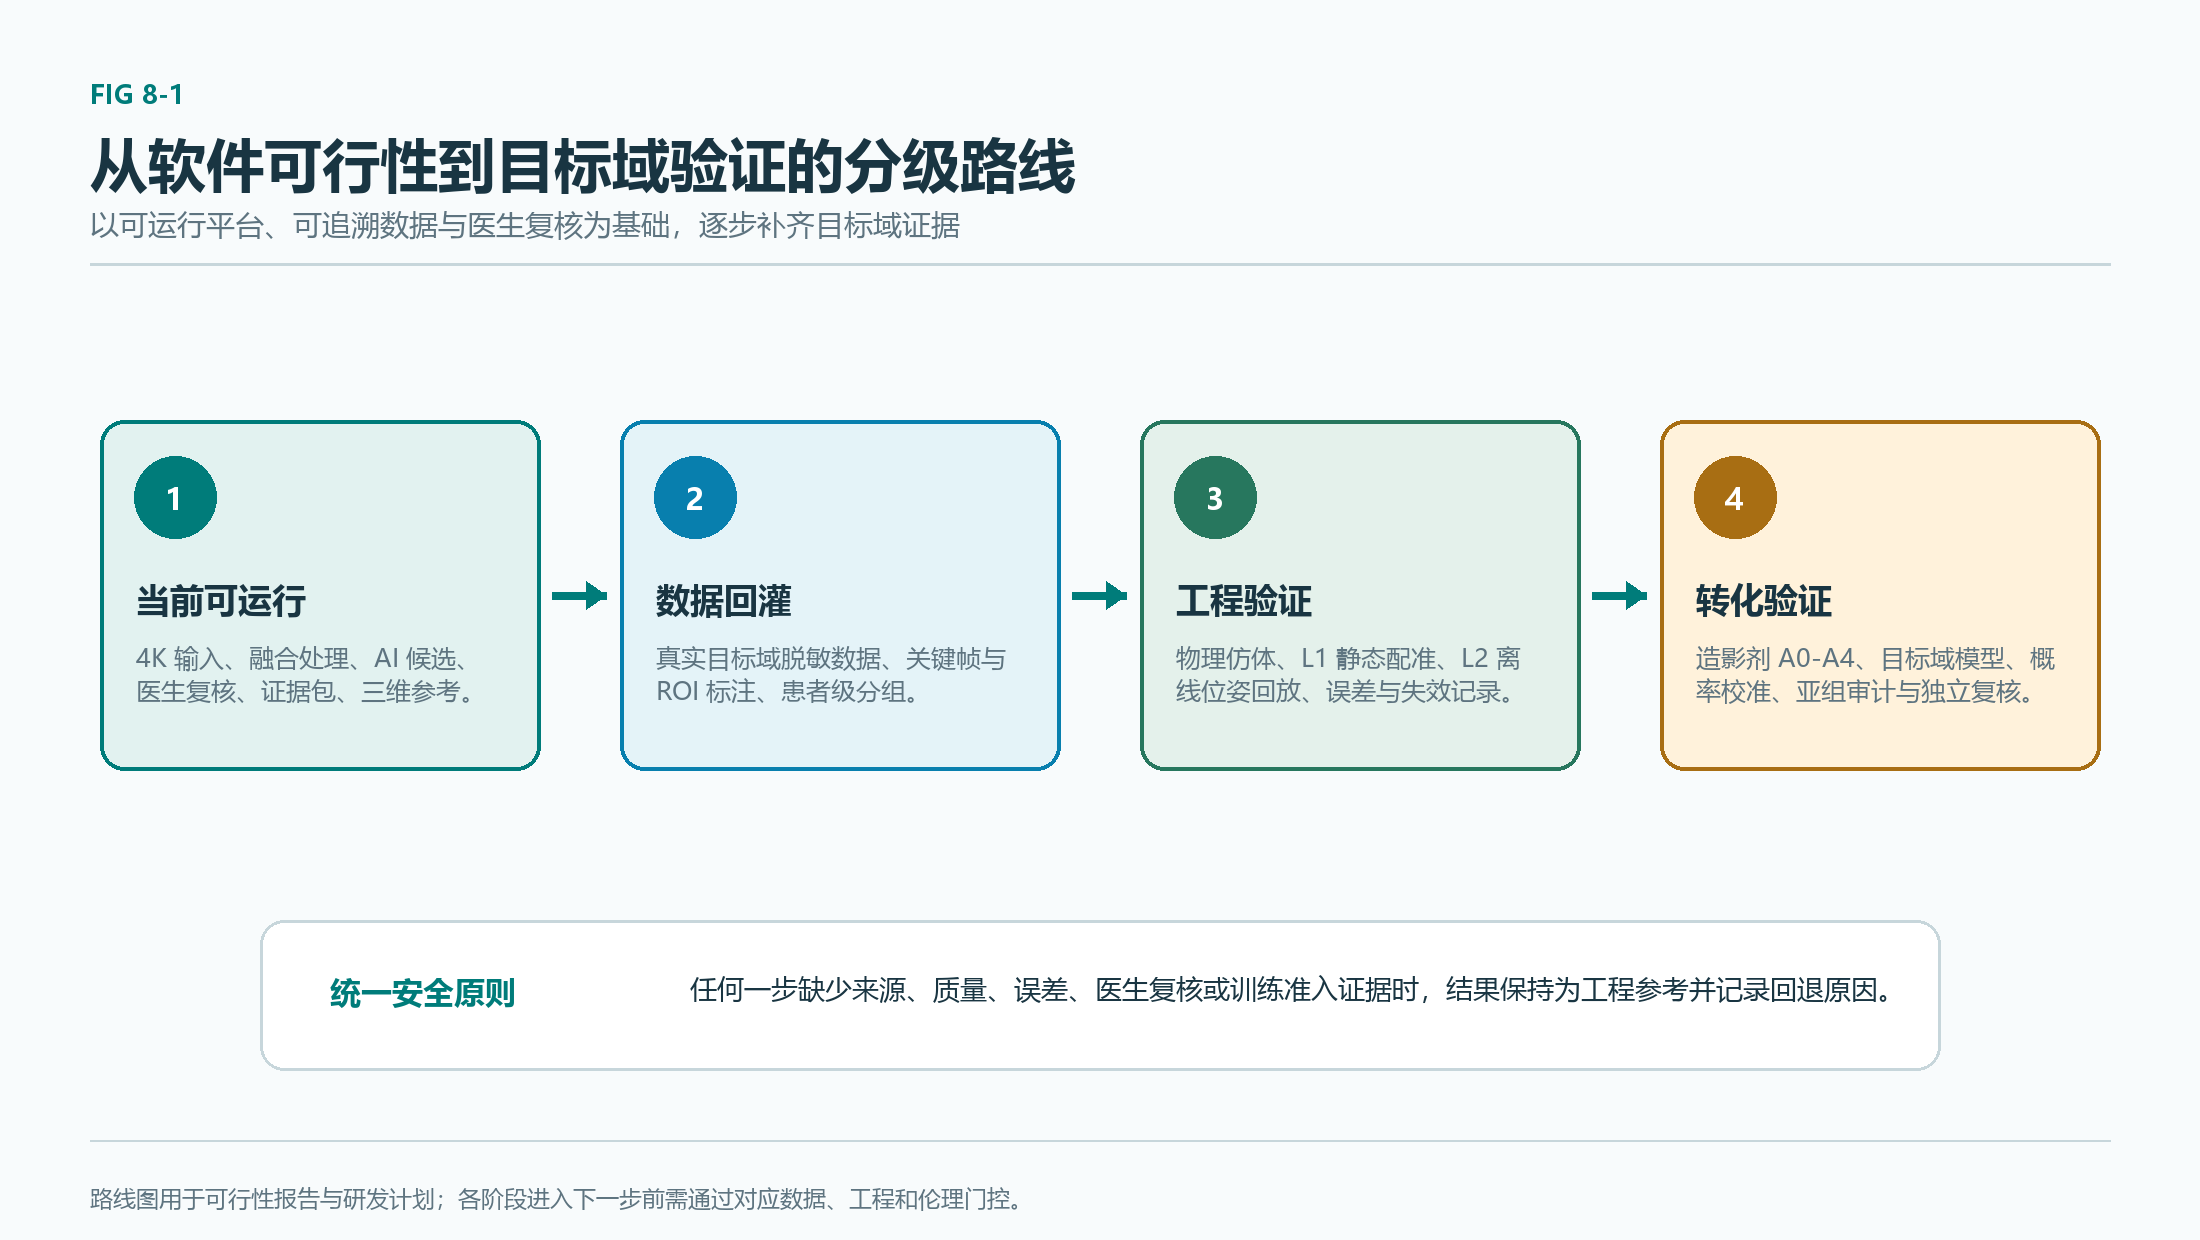 FIG 8-1
从软件可行性到目标域验证的分级路线
以可运行平台、可追溯数据与医生复核为基础，逐步补齐目标域证据
1
当前可运行
4K 输入、融合处理、AI 候选、
医生复核、证据包、三维参考。
2
数据回灌
真实目标域脱敏数据、关键帧与
ROI 标注、患者级分组。
3
工程验证
物理仿体、L1 静态配准、L2 离
线位姿回放、误差与失效记录。
4
转化验证
造影剂 A0-A4、目标域模型、概
率校准、亚组审计与独立复核。
统一安全原则
任何一步缺少来源、质量、误差、医生复核或训练准入证据时，结果保持为工程参考并记录回退原因。
路线图用于可行性报告与研发计划；各阶段进入下一步前需通过对应数据、工程和伦理门控。